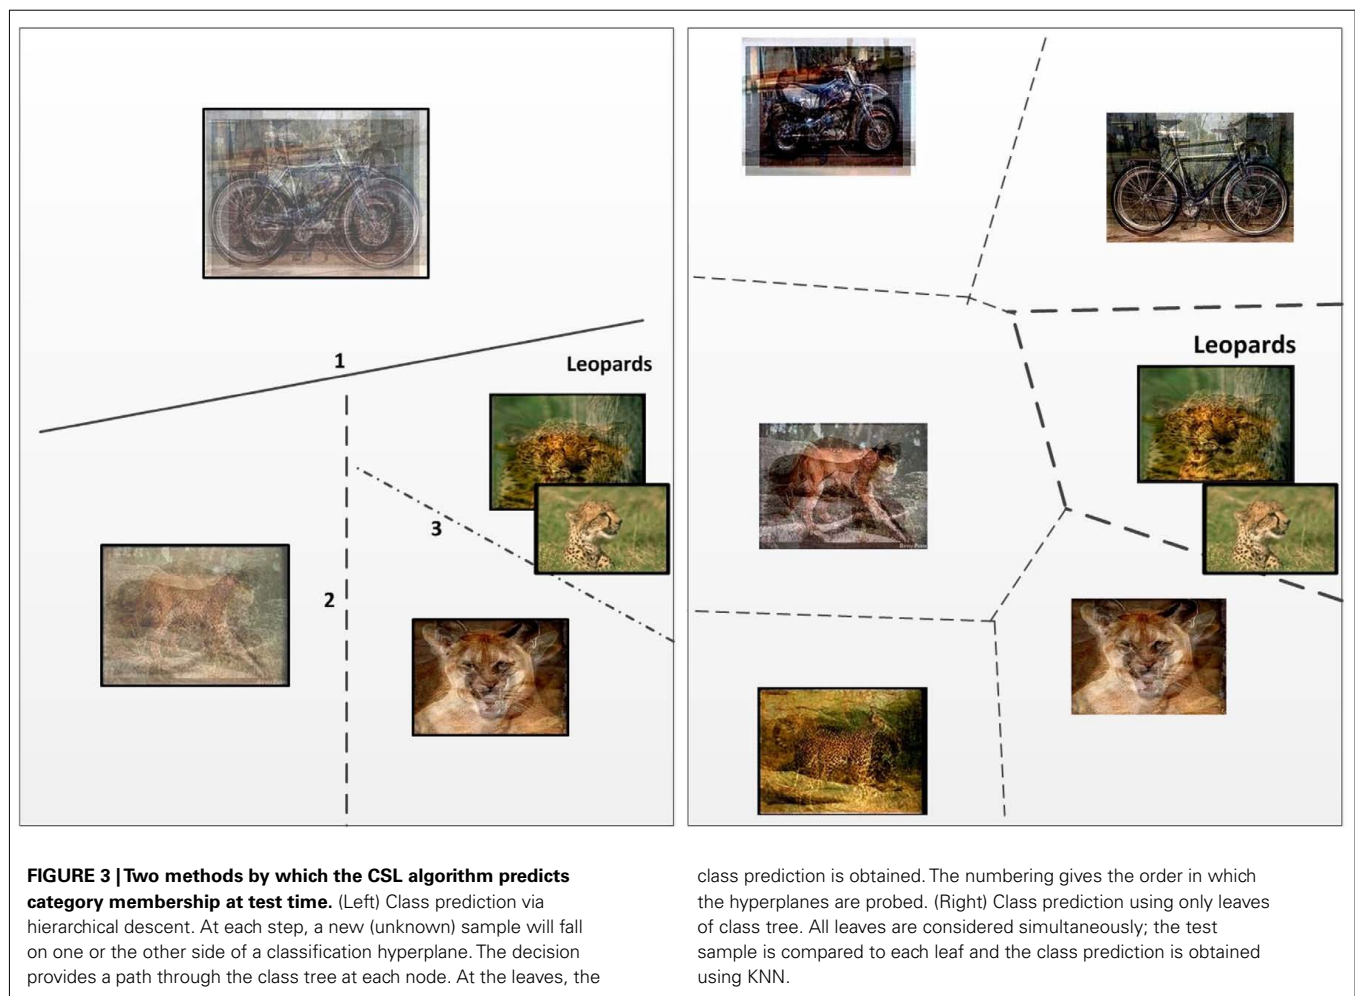 1
Leopards
3
2
Leopards
FIGURE 3 | Two methods by which the CSL algorithm predicts
category membership at test time. (Left) Class prediction via
hierarchical descent. At each step, a new (unknown) sample will fall
on one or the other side of a classification hyperplane. The decision
provides a path through the class tree at each node. At the leaves, the
class prediction is obtained. The numbering gives the order in which
the hyperplanes are probed. (Right) Class prediction using only leaves
of class tree. All leaves are considered simultaneously; the test
sample is compared to each leaf and the class prediction is obtained
using KNN.